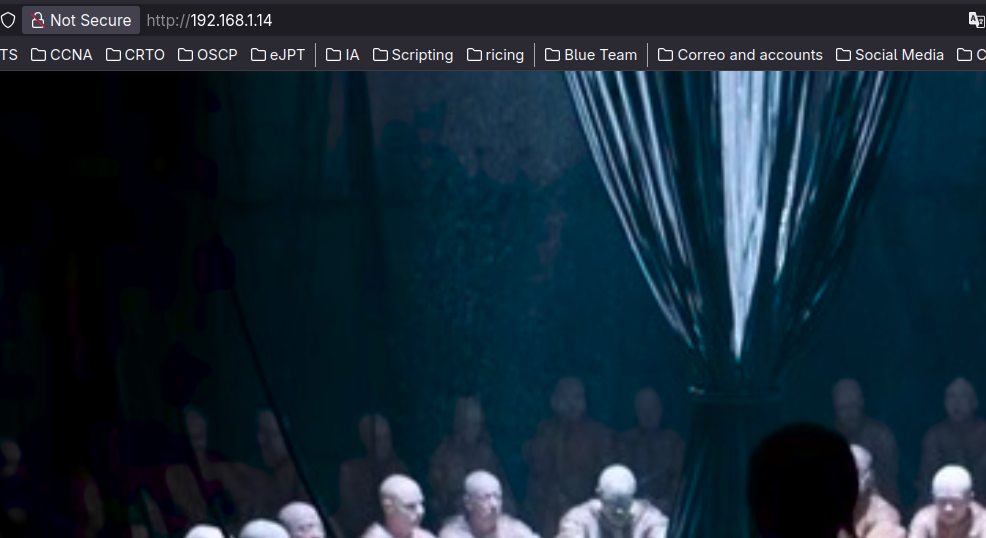 Not Secure http://192.168.1.14
TS CCNA CRTO OSCP eJPT IA Scripting ricing Blue Team Correo and accounts Social Media C